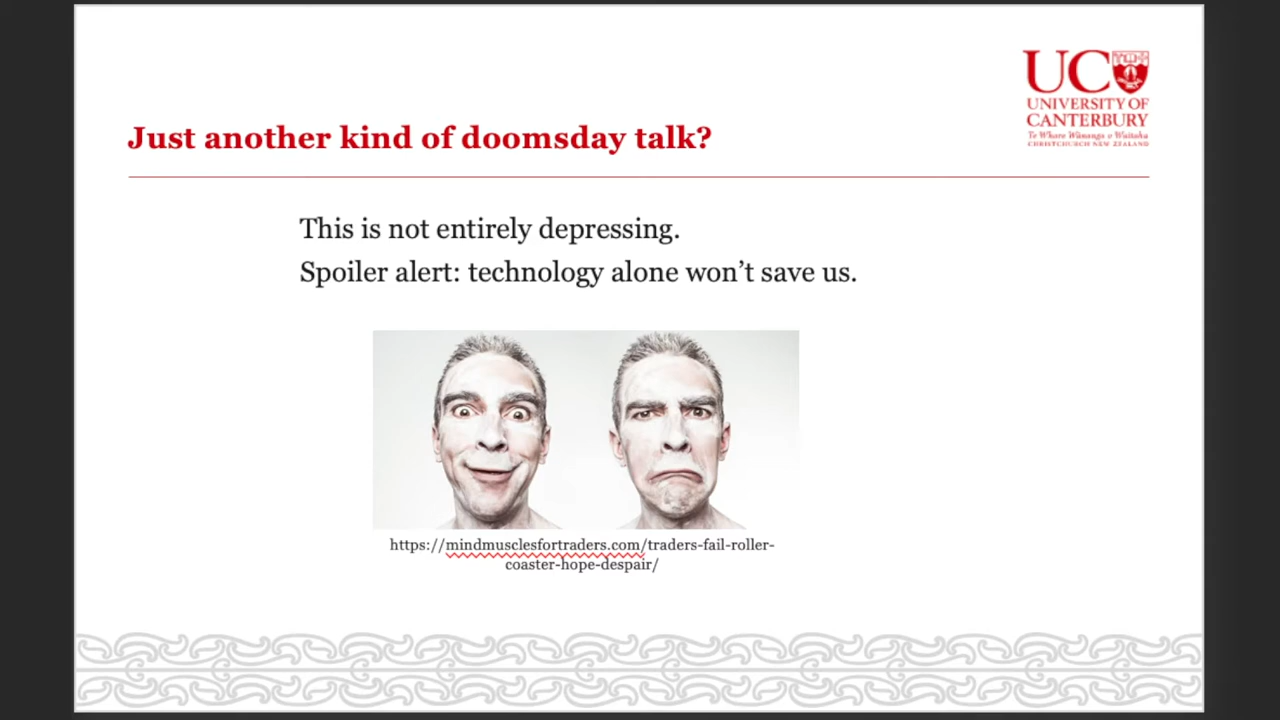 UC
UNIVERSITY OF
CANTERBURY
Te Whare Wānanga o Waitaha
CHRISTCHURCH NEW ZEALAND
Just another kind of doomsday talk?
This is not entirely depressing.
Spoiler alert: technology alone won’t save us.
https://mindmusclesfortraders.com/traders-fail-roller-
coaster-hope-despair/